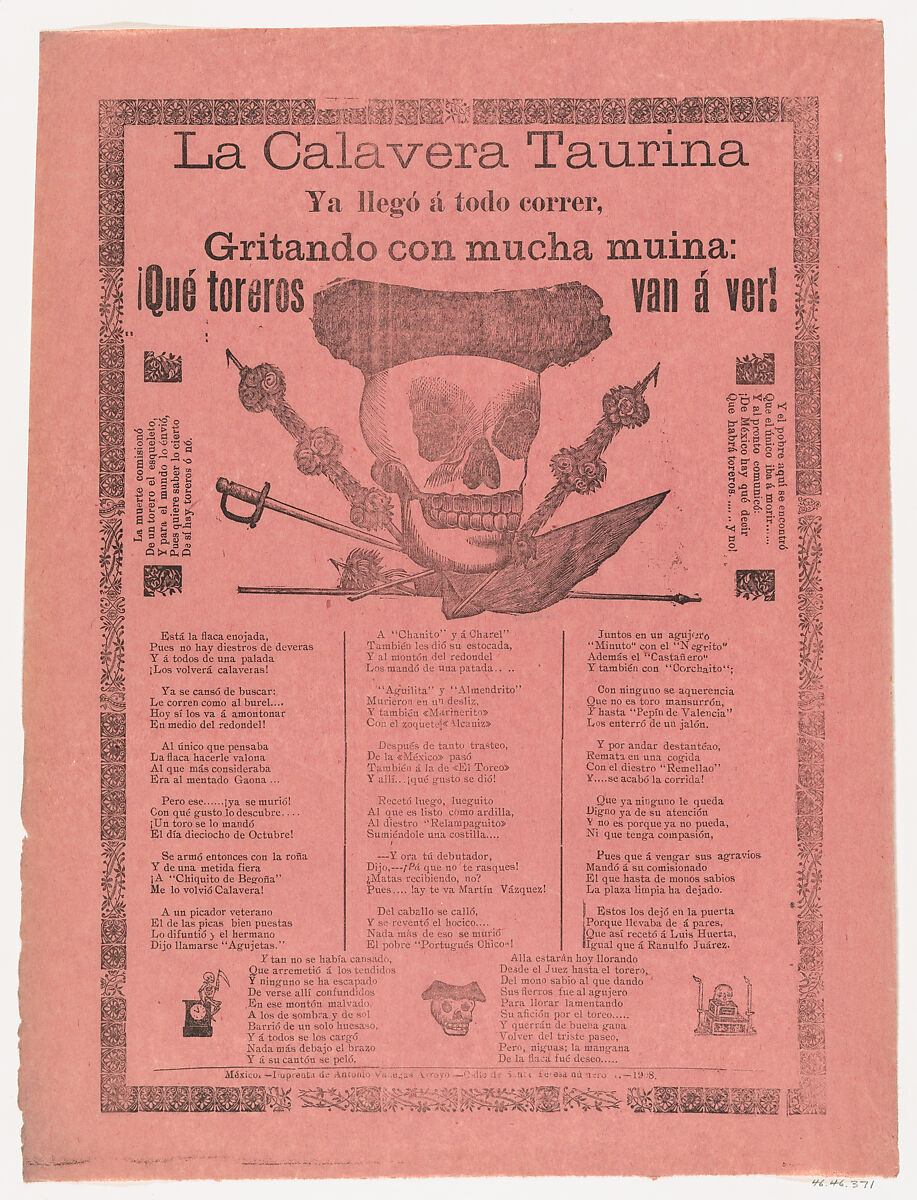 La Calavera Taurina
Ya llegó á todo correr,
Gritando con mucha muina:
¡Qué toreros van á ver!
La muerte comisionó
De un torero el esqueleto,
Y para el mundo lo envió,
Pues quiere saber lo cierto
De si hay toreros ó nó.
Y el pobre aquí se encontró
Que el único iba á morir......
Y al pronto comunicó:
¡De México hay qué decir
Que habrá toreros...... y no!
Está la flaca enojada,
Pues no hay diestros de deveras
Y á todos de una palada
¡Los volverá calaveras!
Ya se cansó de buscar:
Le corren como al burel...
Hoy sí los va á amontonar
En medio del redondel!
Al único que pensaba
La flaca hacerle valona
Al que más consideraba
Era al mentado Gaona ...
Pero ese......¡ya se murió!
Con qué gusto lo descubre....
¡Un toro se lo mandó
El día dieciocho de Octubre!
Se armó entonces con la roña
Y de una metida fiera
¡A "Chiquito de Begoña"
Me lo volvió Calavera!
A un picador veterano
El de las picas bien puestas
Lo difuntió y el hermano
Dijo llamarse "Agujetas."
A "Chanito" y á Charel"
También les dió su estocada,
Y al montón del redondel
Los mandó de una patada....
"Aguilita" y "Almendrito"
Murieron en un desliz,
Y también «Marinerito»
Con el zoquete «Alcaniz»
Después de tanto trasteo,
De la «México» pasó
También á la de «El Toreo»
Y allí...¡qué gusto se dió!
Recetó luego, lueguito
Al que es listo como ardilla,
Al diestro "Relampaguito»
Sumiéndole una costilla....
—Y ora tú debutador,
Dijo,—¡Pá que no te rasques!
¿Matas recibiendo, no?
Pues.... ¡ay te va Martín Vázquez!
Del caballo se calló,
Y se reventó el hocico....
Nada más de eso se murió
El pobre "Portugués Chico"!
Juntos en un agujero
"Minuto" con el "Negrito"
Además el "Castañero"
Y también con "Corchaito";
Con ninguno se aquerencia
Que no es toro mansurrón,
Y hasta "Pepín de Valencia"
Los enterró de un jalón.
Y por andar destantéao,
Remata en una cogida
Con el diestro "Remellao"
Y....se acabó la corrida!
Que ya ninguno le queda
Digno ya de su atención
Y no es porque ya no pueda,
Ni que tenga compasión,
Pues que á vengar sus agravios
Mandó á su comisionado
El que hasta de monos sabios
La plaza limpia ha dejado.
Estos los dejó en la puerta
Porque llevaba de á pares,
Que así recetó á Luis Huerta,
Igual que á Ranulfo Juárez.
Y tan no se había cansado,
Que arremetió á los tendidos
Y ninguno se ha escapado
De verse allí confundidos
En ese montón malvado.
A los de sombra y de sol
Barrió de un solo huesaso,
Y á todos se los cargó
Nada más debajo el brazo
Y á su cantón se peló.
Alla estarán hoy llorando
Desde el Juez hasta el torero,
Del mono sabio al que dando
Sus fierros fue al agujero
Para llorar lamentando
Su afición por el toreo.....
Y querrán de buena gana
Volver del triste paseo,
Pero, niguas; la mangana
De la flaca fué deseo.....
México.—Imprenta de Antonio Vanegas Arroyo—Calle de Santa Teresa número .—1908.
46.46.371